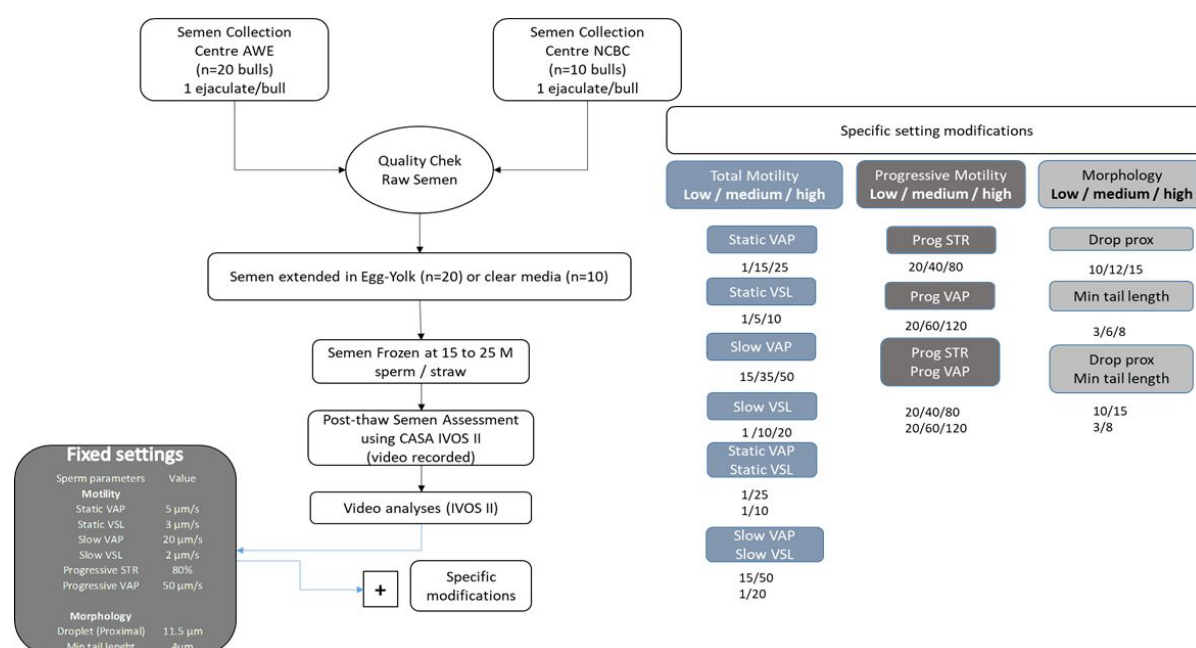 Semen Collection
Centre AWE
(n=20 bulls)
1 ejaculate/bull
Semen Collection
Centre NCBC
(n=10 bulls)
1 ejaculate/bull
Quality Chek
Raw Semen
Semen extended in Egg-Yolk (n=20) or clear media (n=10)
Semen Frozen at 15 to 25 M
sperm / straw
Post-thaw Semen Assessment
using CASA IVOS II
(video recorded)
Video analyses (IVOS II)
Fixed settings
Sperm parameters Value
Motility
Static VAP 5 µm/s
Static VSL 3 µm/s
Slow VAP 20 µm/s
Slow VSL 2 µm/s
Progressive STR 80%
Progressive VAP 50 µm/s
Morphology
Droplet (Proximal) 11.5 µm
Min tail lenght 4µm
+
Specific
modifications
Specific setting modifications
Total Motility
Low / medium / high
Static VAP
1/15/25
Static VSL
1/5/10
Slow VAP
15/35/50
Slow VSL
1 /10/20
Static VAP
Static VSL
1/25
1/10
Slow VAP
Slow VSL
15/50
1/20
Progressive Motility
Low / medium / high
Prog STR
20/40/80
Prog VAP
20/60/120
Prog STR
Prog VAP
20/40/80
20/60/120
Morphology
Low / medium / high
Drop prox
10/12/15
Min tail length
3/6/8
Drop prox
Min tail length
10/15
3/8